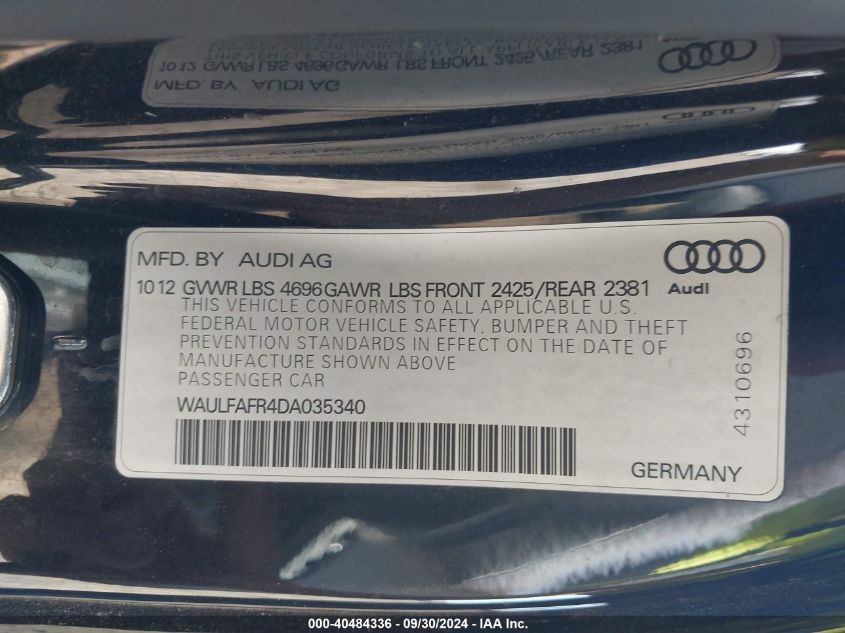 MFD. BY AUDI AG
1012 GVWR LBS 4696 GAWR LBS FRONT 2425/REAR 2381
Audi
THIS VEHICLE CONFORMS TO ALL APPLICABLE U.S.
FEDERAL MOTOR VEHICLE SAFETY, BUMPER AND THEFT
PREVENTION STANDARDS IN EFFECT ON THE DATE OF
MANUFACTURE SHOWN ABOVE
PASSENGER CAR
WAULFAFR4DA035340
4310696
GERMANY
000-40484336 - 09/30/2024 - IAA Inc.